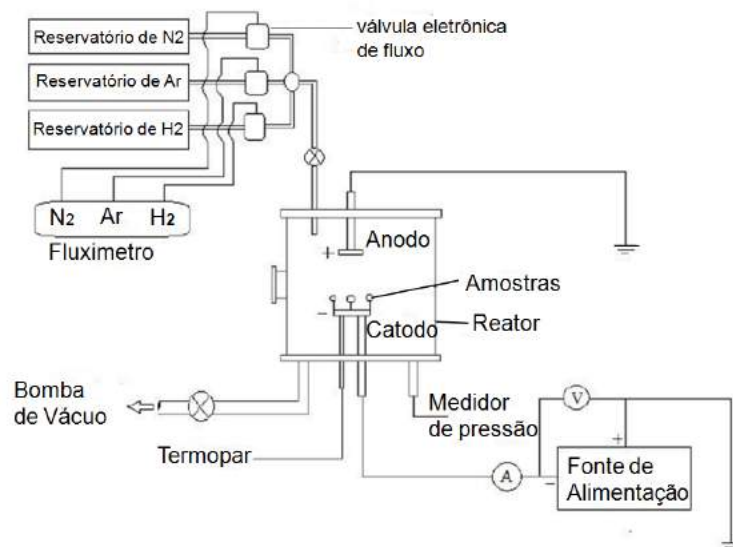 Reservatório de N2
válvula eletrônica
de fluxo
Reservatório de Ar
Reservatório de H2
N2 Ar H2
Fluximetro
+
Anodo
Amostras
-
Catodo
Reator
Bomba
de Vácuo
Medidor
de pressão
V
Termopar
+
A
-
Fonte de
Alimentação